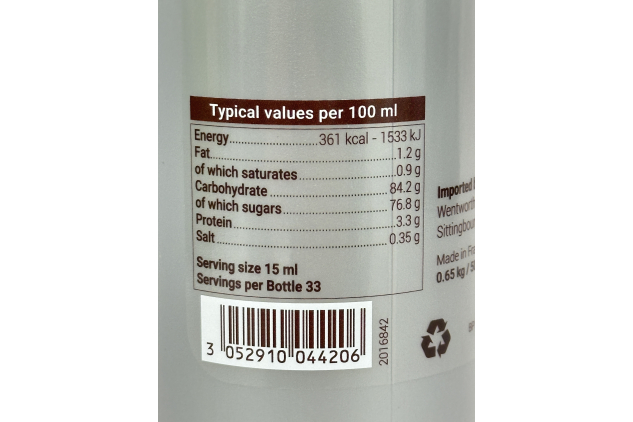 Typical values per 100 ml
Energy..........................361 kcal - 1533 kJ
Fat..........................1.2 g
of which saturates..........................0.9 g
Carbohydrate..........................84.2 g
of which sugars..........................76.8 g
Protein..........................3.3 g
Salt..........................0.35 g
Serving size 15 ml
Servings per Bottle 33
3 052910 044206
2016842
Imported
Made in
0.65 kg /